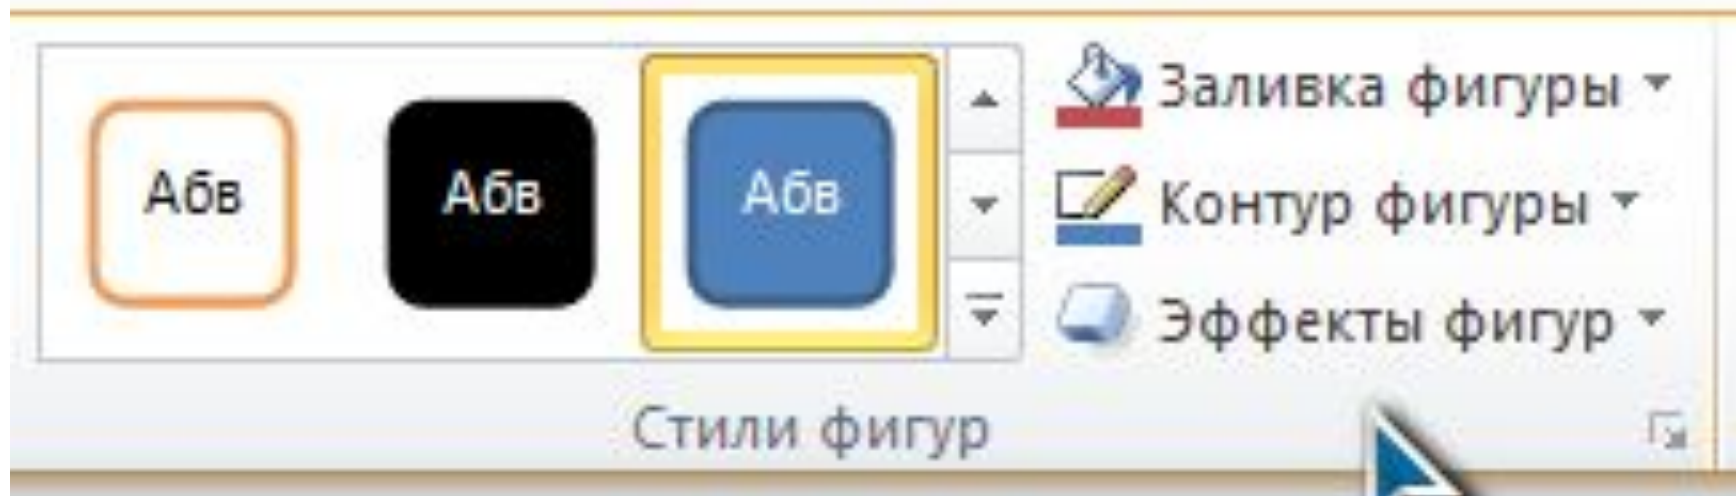 Абв Абв Абв
Заливка фигуры
Контур фигуры
Эффекты фигур
Стили фигур